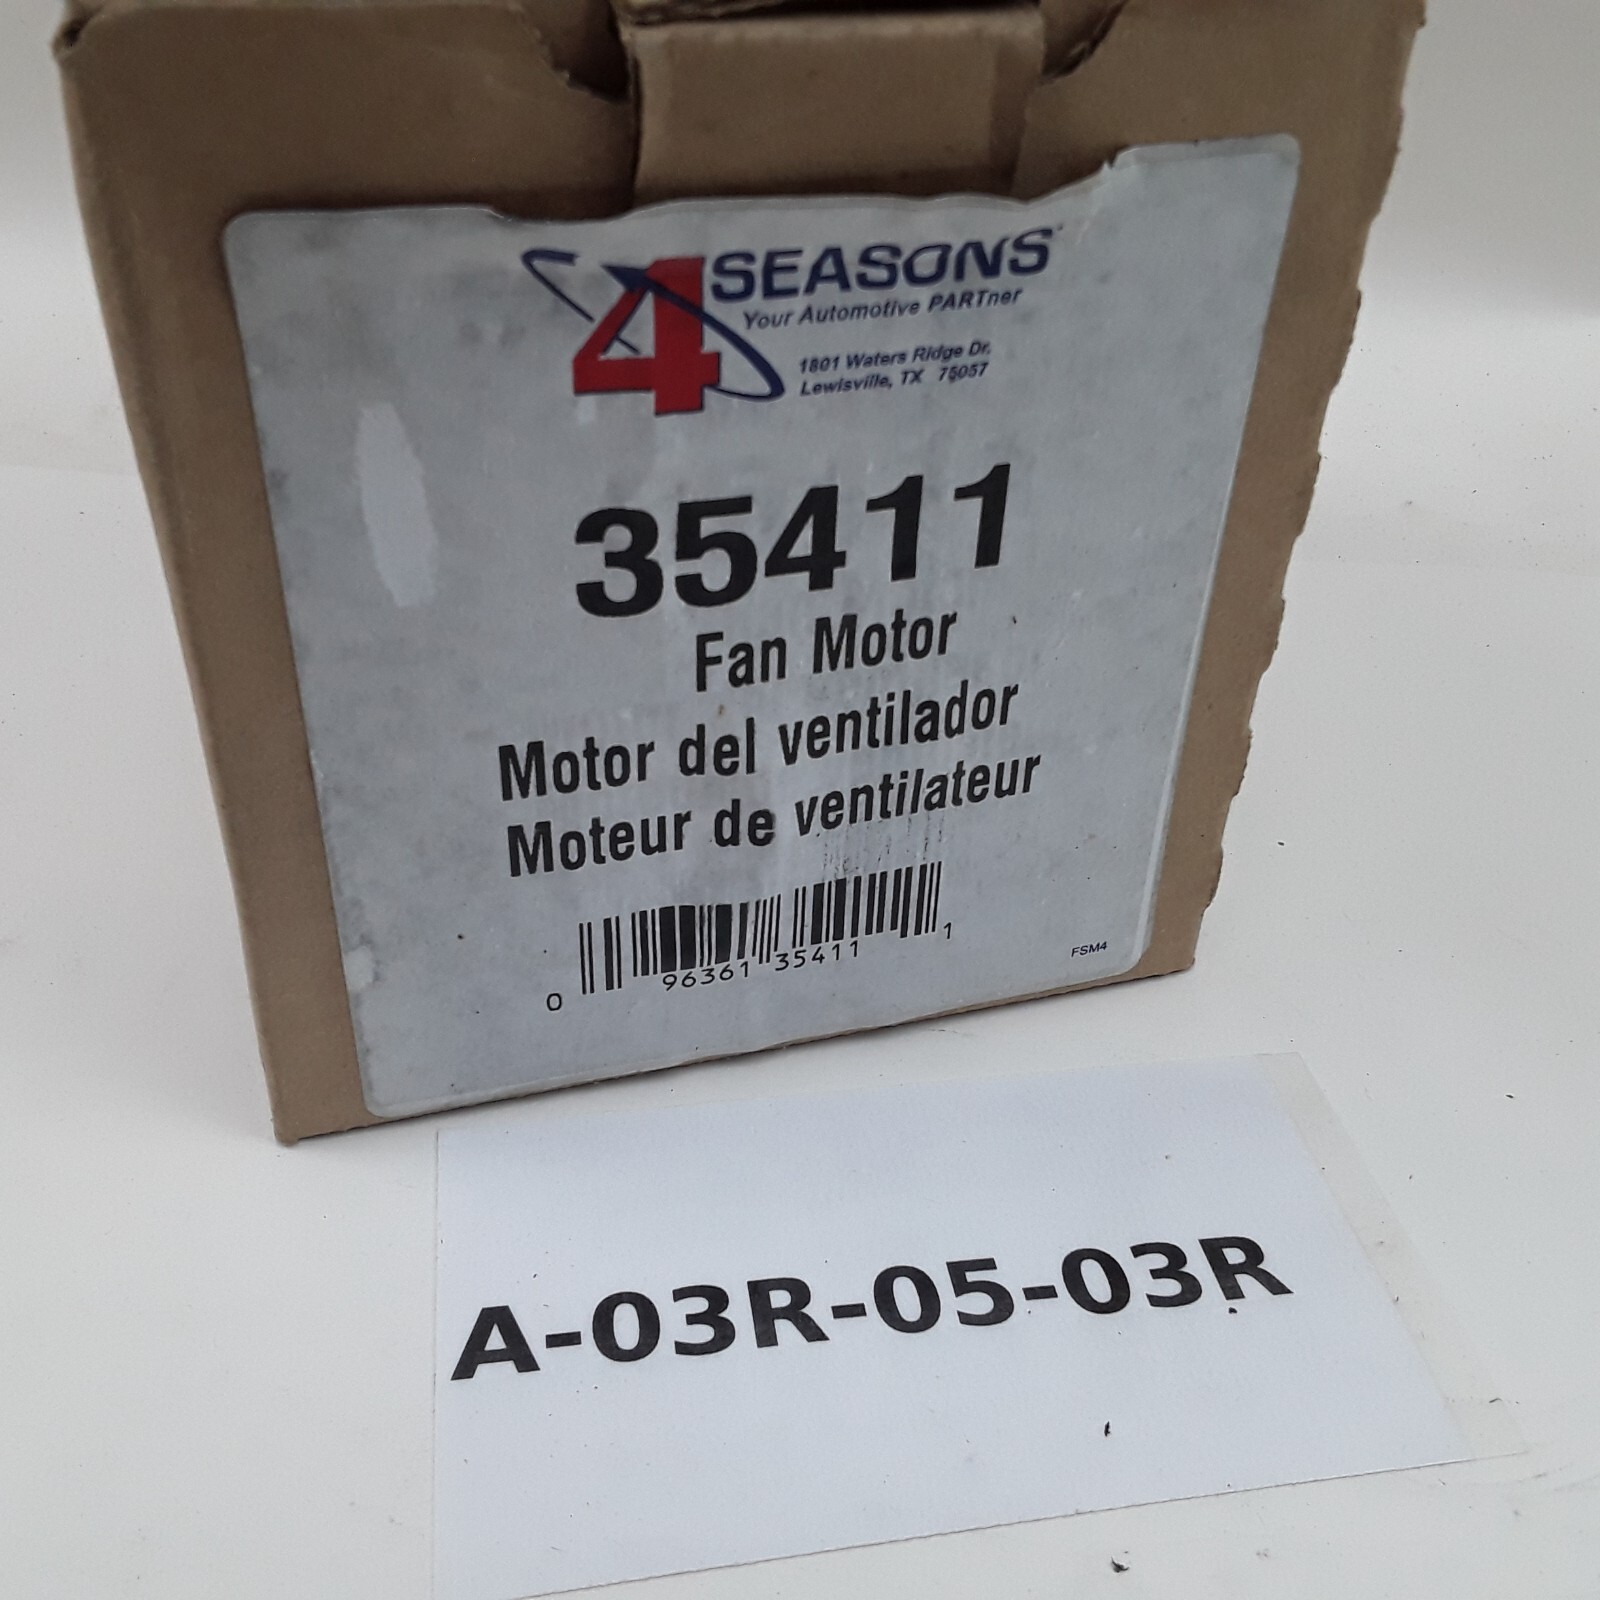 4 SEASONS
Your Automotive PARTner
1801 Waters Ridge Dr.
Lewisville, TX 75057
35411
Fan Motor
Motor del ventilador
Moteur de ventilateur
0 96361 35411 1
FSM4
A-03R-05-03R